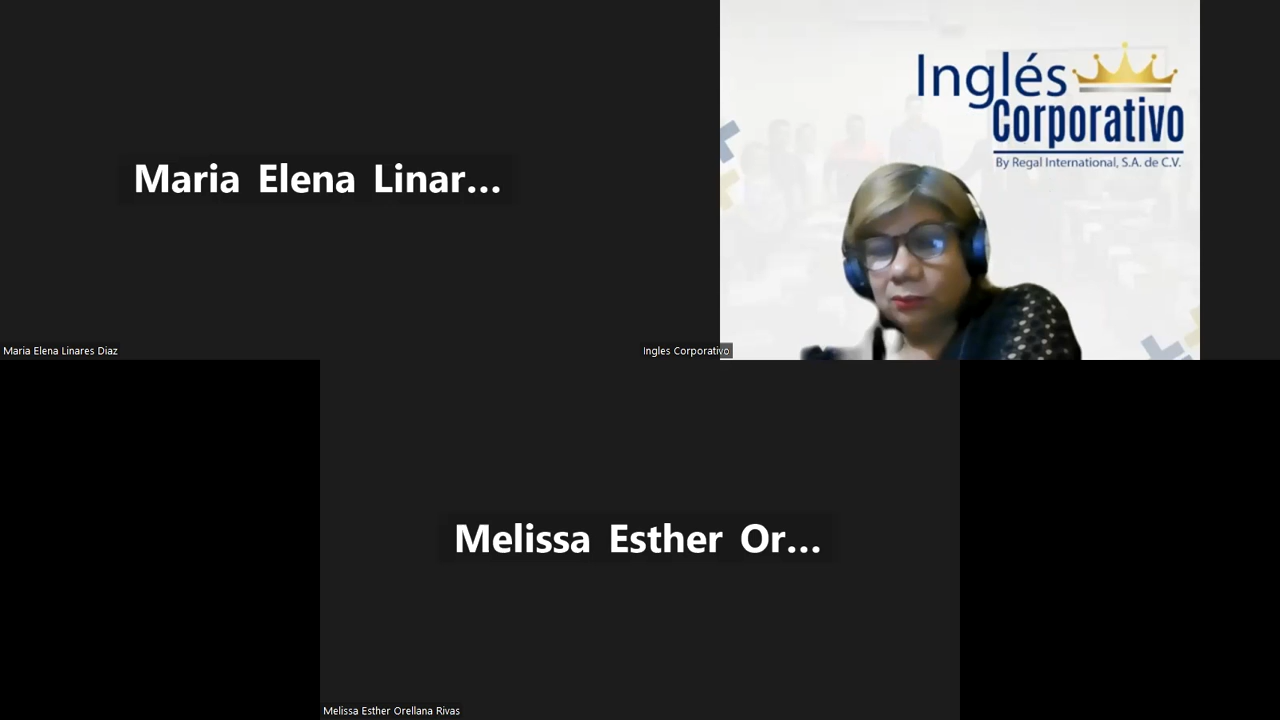 Maria Elena Linar...
Maria Elena Linares Diaz
Inglés
Corporativo
By Regal International, S.A. de C.V.
Ingles Corporativo
Melissa Esther Or...
Melissa Esther Orellana Rivas